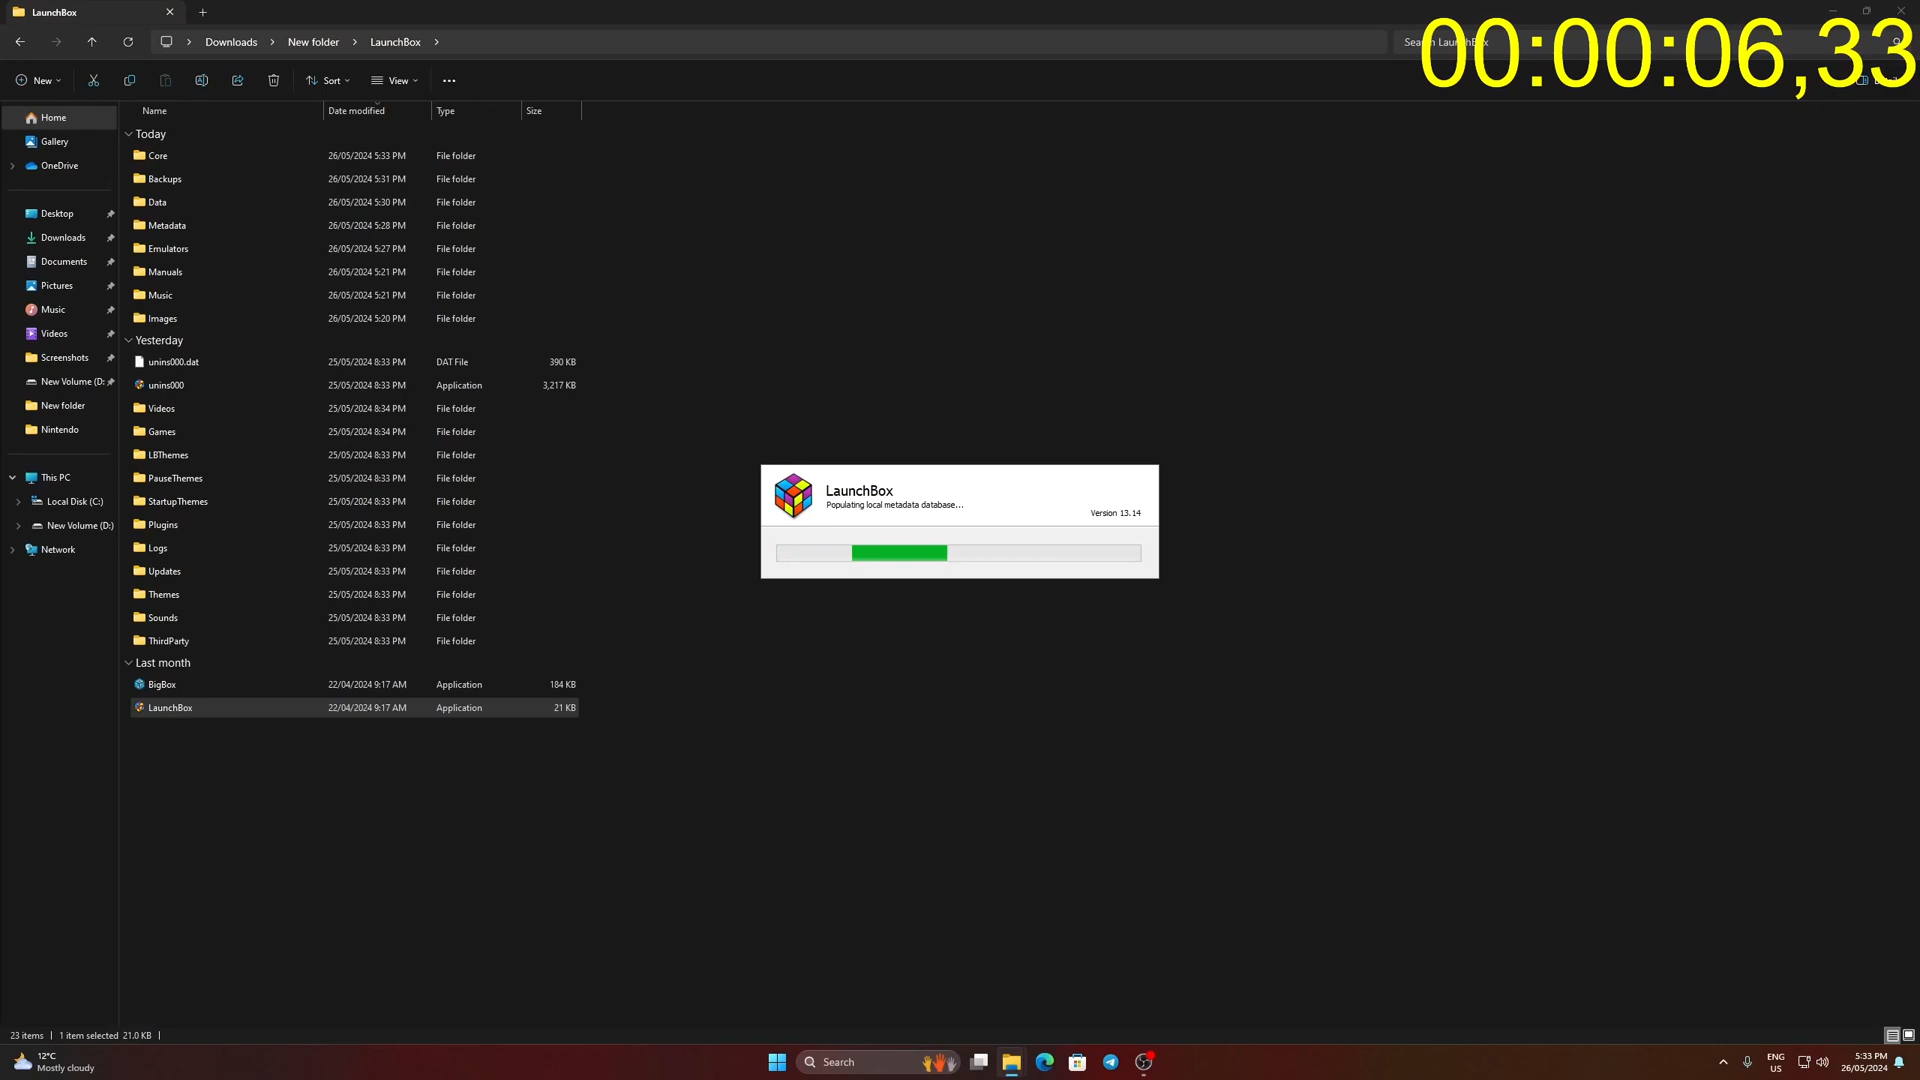 LaunchBox
00:00:06,33
Downloads > New folder > LaunchBox >
Search LaunchBox
New
Sort
View
Name Date modified Type Size
Home
Gallery
OneDrive
Desktop
Downloads
Documents
Pictures
Music
Videos
Screenshots
New Volume (D:
New folder
Nintendo
This PC
Local Disk (C:)
New Volume (D:)
Network
Today
Core 26/05/2024 5:33 PM File folder
Backups 26/05/2024 5:31 PM File folder
Data 26/05/2024 5:30 PM File folder
Metadata 26/05/2024 5:28 PM File folder
Emulators 26/05/2024 5:27 PM File folder
Manuals 26/05/2024 5:21 PM File folder
Music 26/05/2024 5:21 PM File folder
Images 26/05/2024 5:20 PM File folder
Yesterday
unins000.dat 25/05/2024 8:33 PM DAT File 390 KB
unins000 25/05/2024 8:33 PM Application 3,217 KB
Videos 25/05/2024 8:34 PM File folder
Games 25/05/2024 8:34 PM File folder
LBThemes 25/05/2024 8:33 PM File folder
PauseThemes 25/05/2024 8:33 PM File folder
StartupThemes 25/05/2024 8:33 PM File folder
Plugins 25/05/2024 8:33 PM File folder
Logs 25/05/2024 8:33 PM File folder
Updates 25/05/2024 8:33 PM File folder
Themes 25/05/2024 8:33 PM File folder
Sounds 25/05/2024 8:33 PM File folder
ThirdParty 25/05/2024 8:33 PM File folder
Last month
BigBox 22/04/2024 9:17 AM Application 184 KB
LaunchBox 22/04/2024 9:17 AM Application 21 KB
LaunchBox
Populating local metadata database...
Version 13.14
23 items 1 item selected 21.0 KB
12°C
Mostly cloudy
Search
ENG
US
5:33 PM
26/05/2024